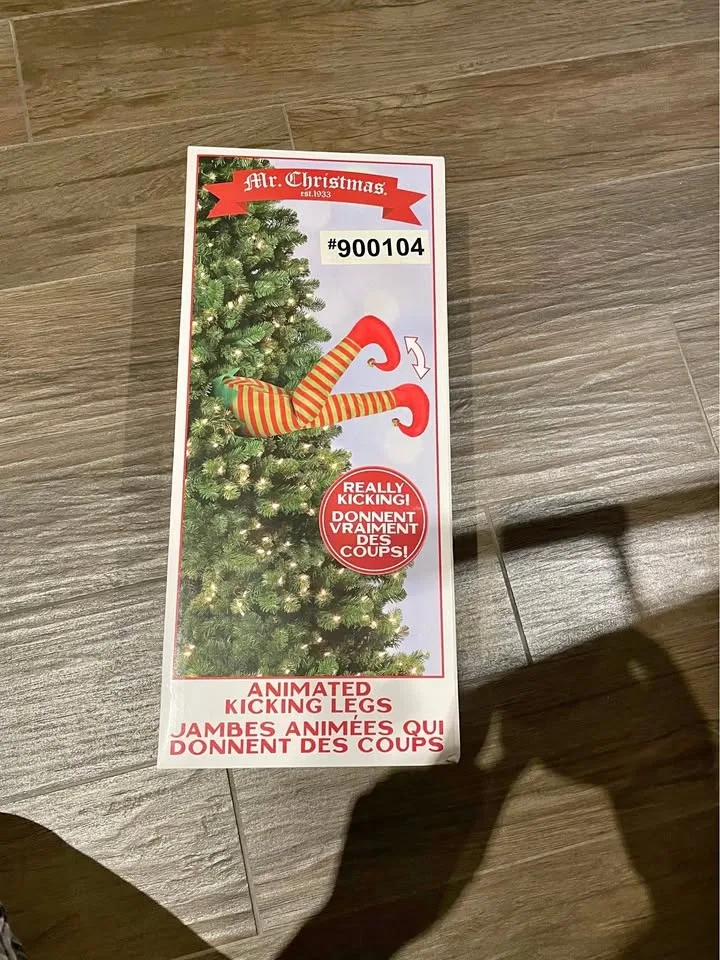 Mr. Christmas.
est.1933
#900104
REALLY
KICKING!
DONNENT
VRAIMENT
DES
COUPS!
ANIMATED
KICKING LEGS
JAMBES ANIMÉES QUI
DONNENT DES COUPS